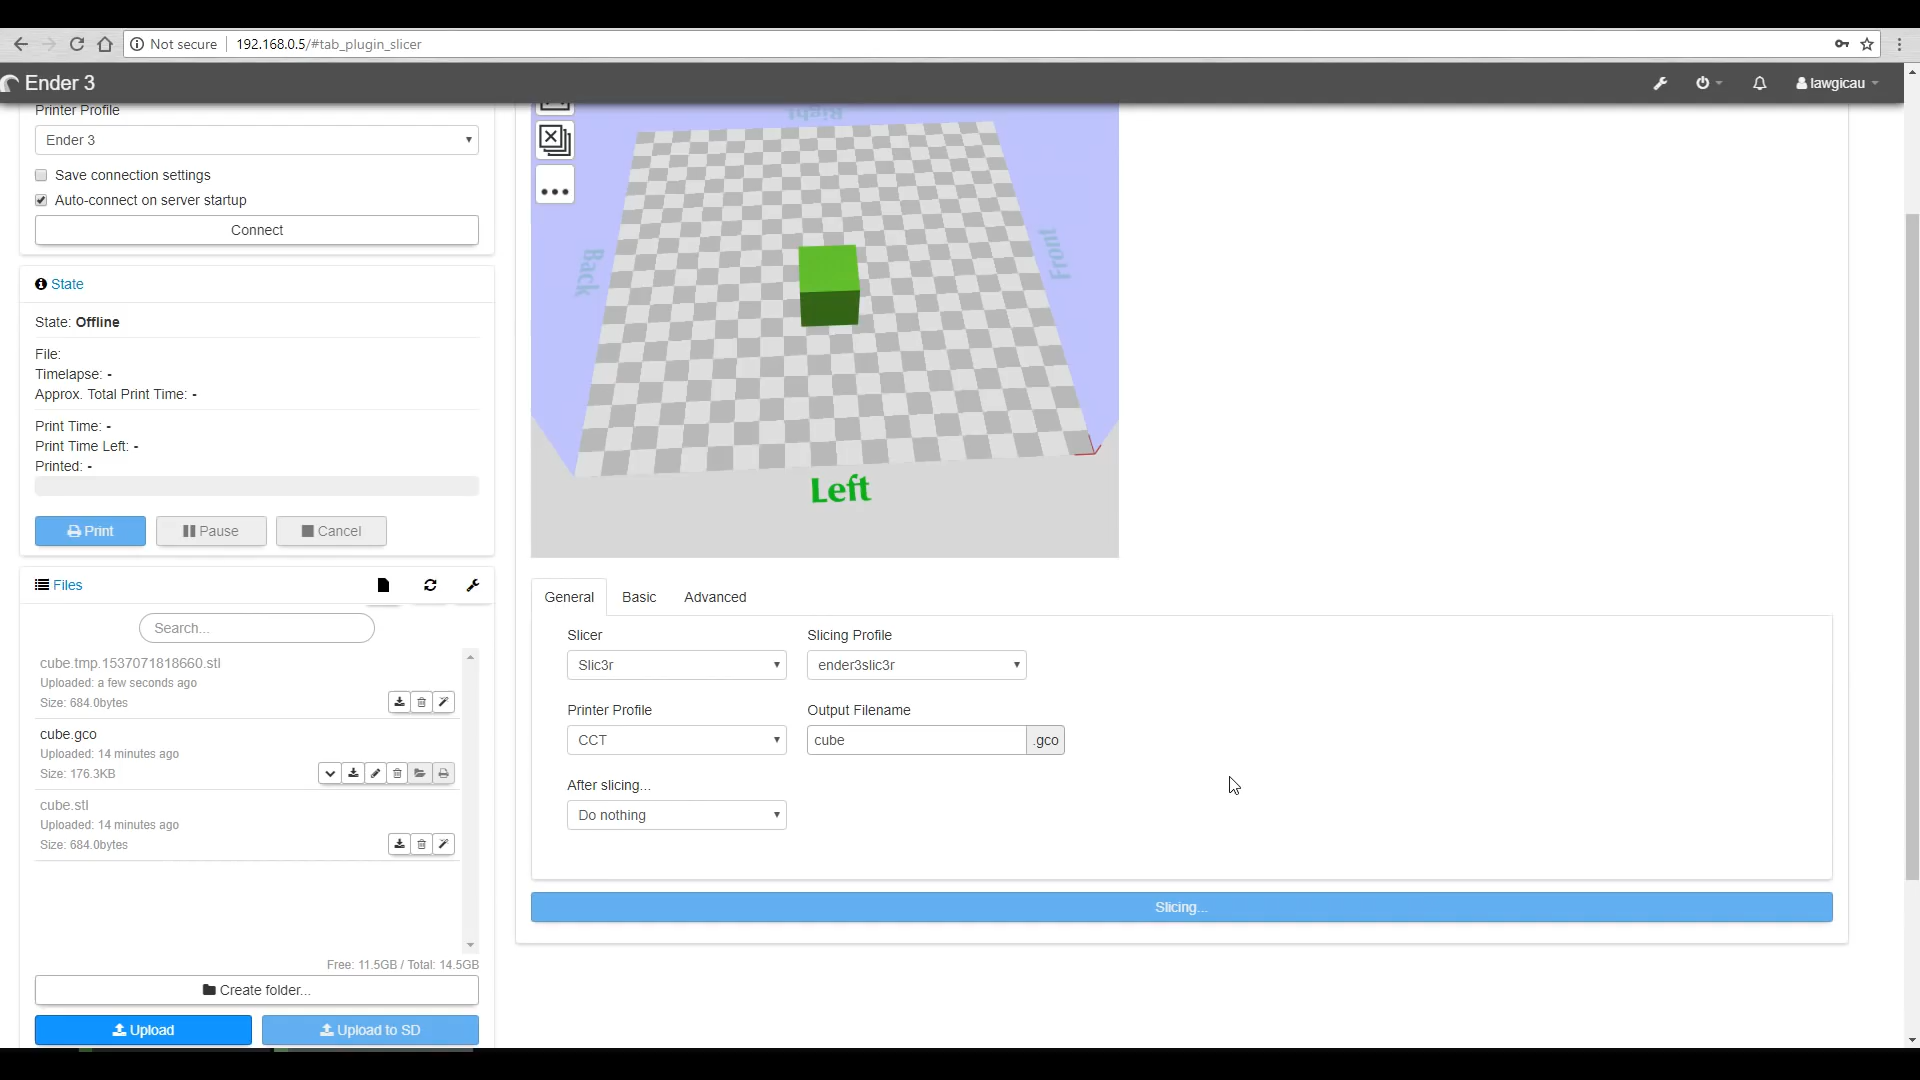 Not secure
192.168.0.5/#tab_plugin_slicer
Ender 3
lawgicau
Printer Profile
Ender 3
Save connection settings
Auto-connect on server startup
Connect
State
State: Offline
File:
Timelapse: -
Approx. Total Print Time: -
Print Time: -
Print Time Left: -
Printed: -
Print
Pause
Cancel
Files
Search...
cube.tmp.1537071818660.stl
Uploaded: a few seconds ago
Size: 684.0bytes
cube.gco
Uploaded: 14 minutes ago
Size: 176.3KB
cube.stl
Uploaded: 14 minutes ago
Size: 684.0bytes
Free: 11.5GB / Total: 14.5GB
Create folder...
Upload
Upload to SD
Right
Back
Front
Left
General
Basic
Advanced
Slicer
Slicing Profile
Slic3r
ender3slic3r
Printer Profile
Output Filename
CCT
cube
.gco
After slicing...
Do nothing
Slicing...